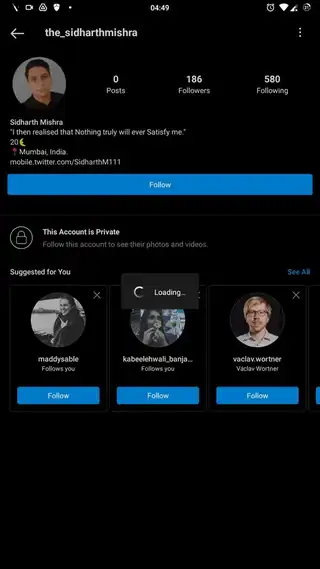 04:49
the_sidharthmishra
0
186
580
Posts
Followers
Following
Sidharth Mishra
"I then realised that Nothing truly will ever Satisfy me."
20🌜
📍Mumbai, India.
mobile.twitter.com/SidharthM111
Follow
This Account is Private
Follow this account to see their photos and videos.
Suggested for You
See All
Loading...
maddysable
kabeelehwali_banja...
vaclav.wortner
Follows you
Follows you
Václav Wortner
Follow
Follow
Follow